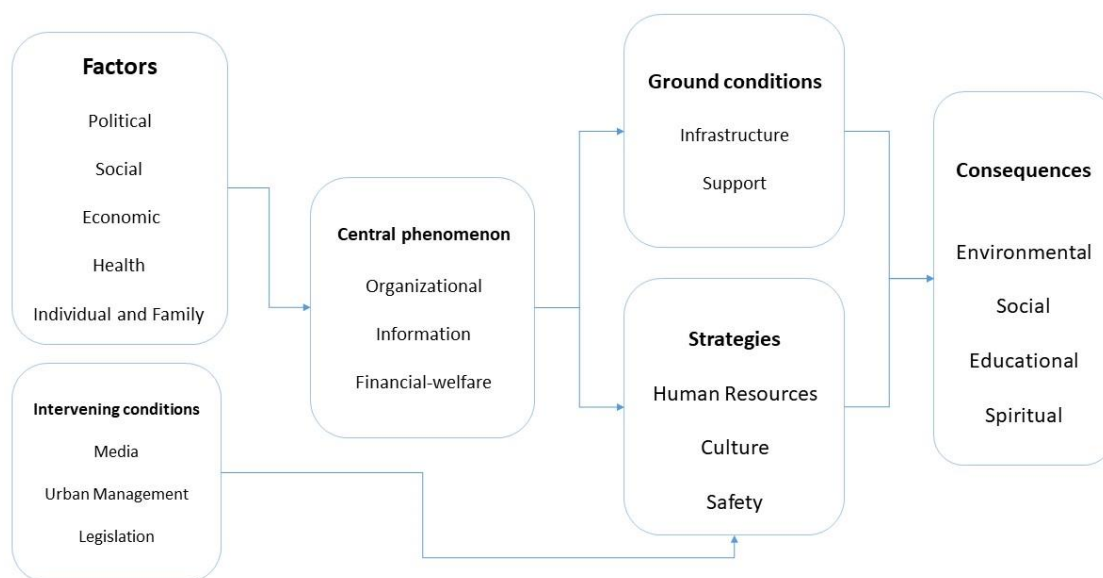 Factors
Political
Social
Economic
Health
Individual and Family
Intervening conditions
Media
Urban Management
Legislation
Central phenomenon
Organizational
Information
Financial-welfare
Ground conditions
Infrastructure
Support
Strategies
Human Resources
Culture
Safety
Consequences
Environmental
Social
Educational
Spiritual